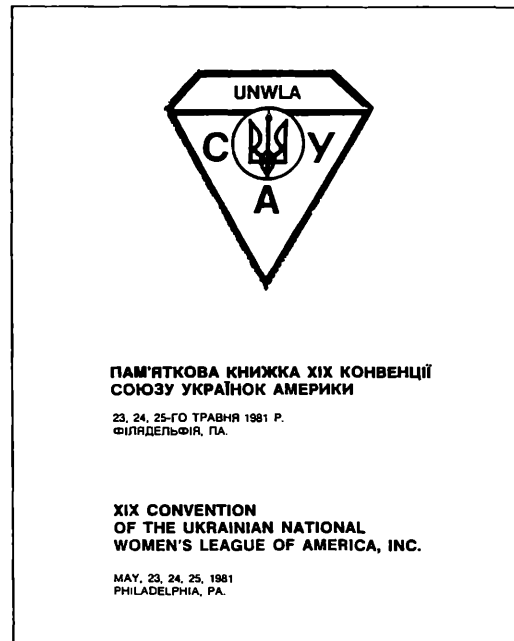 UNWLA
С У
А
ПАМ'ЯТКОВА КНИЖКА XIX КОНВЕНЦІЇ
СОЮЗУ УКРАЇНОК АМЕРИКИ
23, 24, 25-ГО ТРАВНЯ 1981 Р.
ФІЛЯДЕЛЬФІЯ, ПА.
XIX CONVENTION
OF THE UKRAINIAN NATIONAL
WOMEN'S LEAGUE OF AMERICA, INC.
MAY, 23, 24, 25, 1981
PHILADELPHIA, PA.